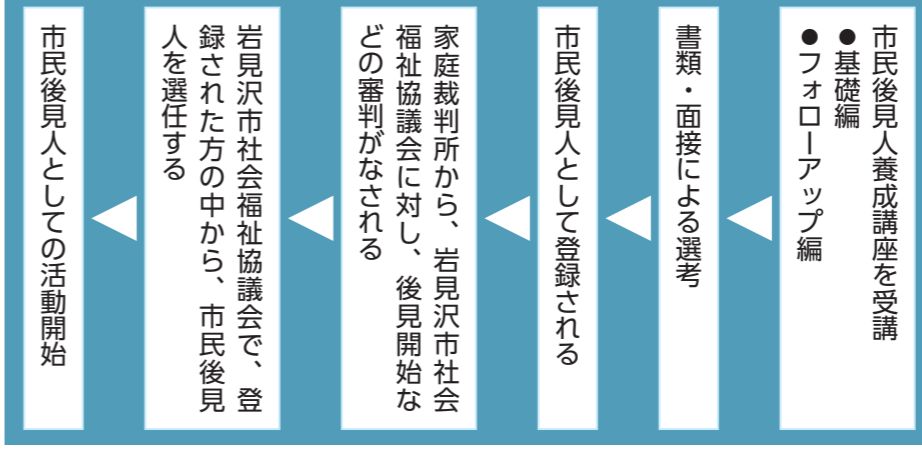 市民後見人養成講座を受講
●基礎編
●フォローアップ編
書類・面接による選考
市民後見人として登録される
家庭裁判所から、岩見沢市社会
福祉協議会に対し、後見開始な
どの審判がなされる
岩見沢市社会福祉協議会で、登
録された方の中から、市民後見
人を選任する
市民後見人としての活動開始